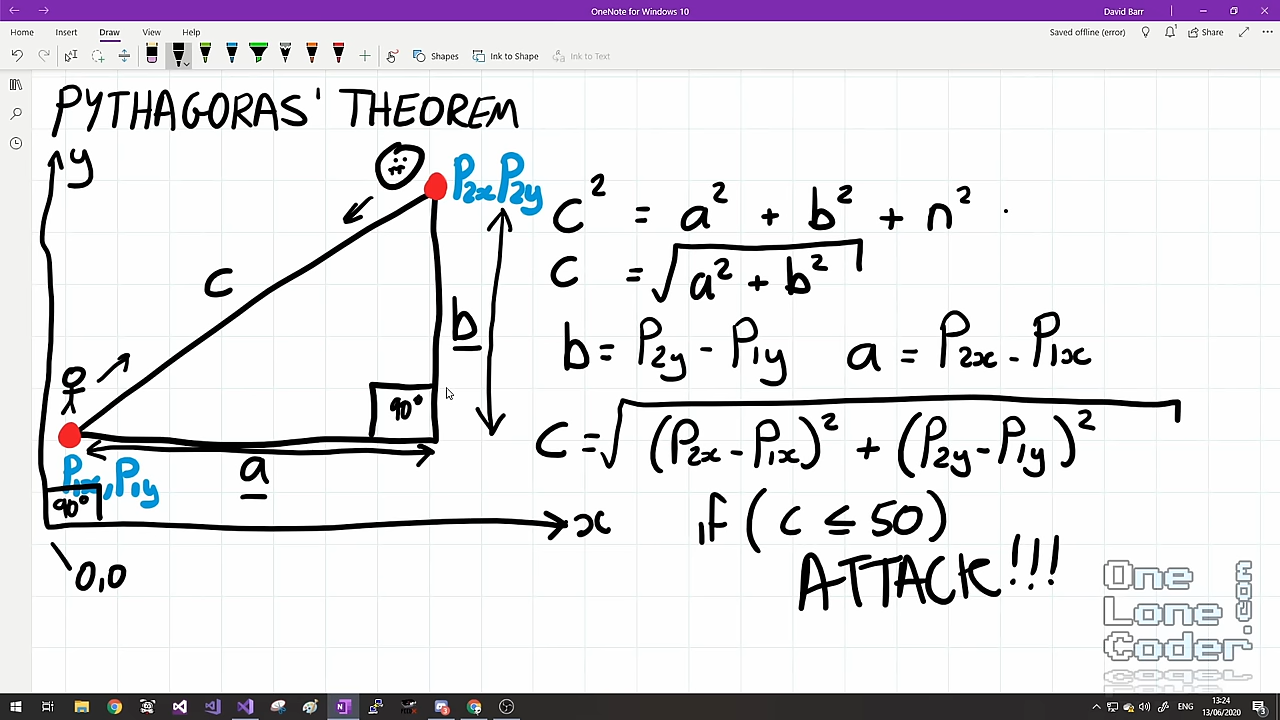 OneNote for Windows 10
David Barr
Home Insert Draw View Help
Saved offline (error)
Share
Shapes
Ink to Shape
Ink to Text
PYTHAGORAS' THEOREM
y
P2x P2y
c² = a² + b² + n²
c
c = √a² + b²
b
b = P2y - P1y a = P2x - P1x
90°
c = √(P2x - P1x)² + (P2y - P1y)²
a
P1x, P1y
90°
x
if (c ≤ 50)
ATTACK!!!
0,0
One
Lone
Coder
.com
13:24
13/06/2020